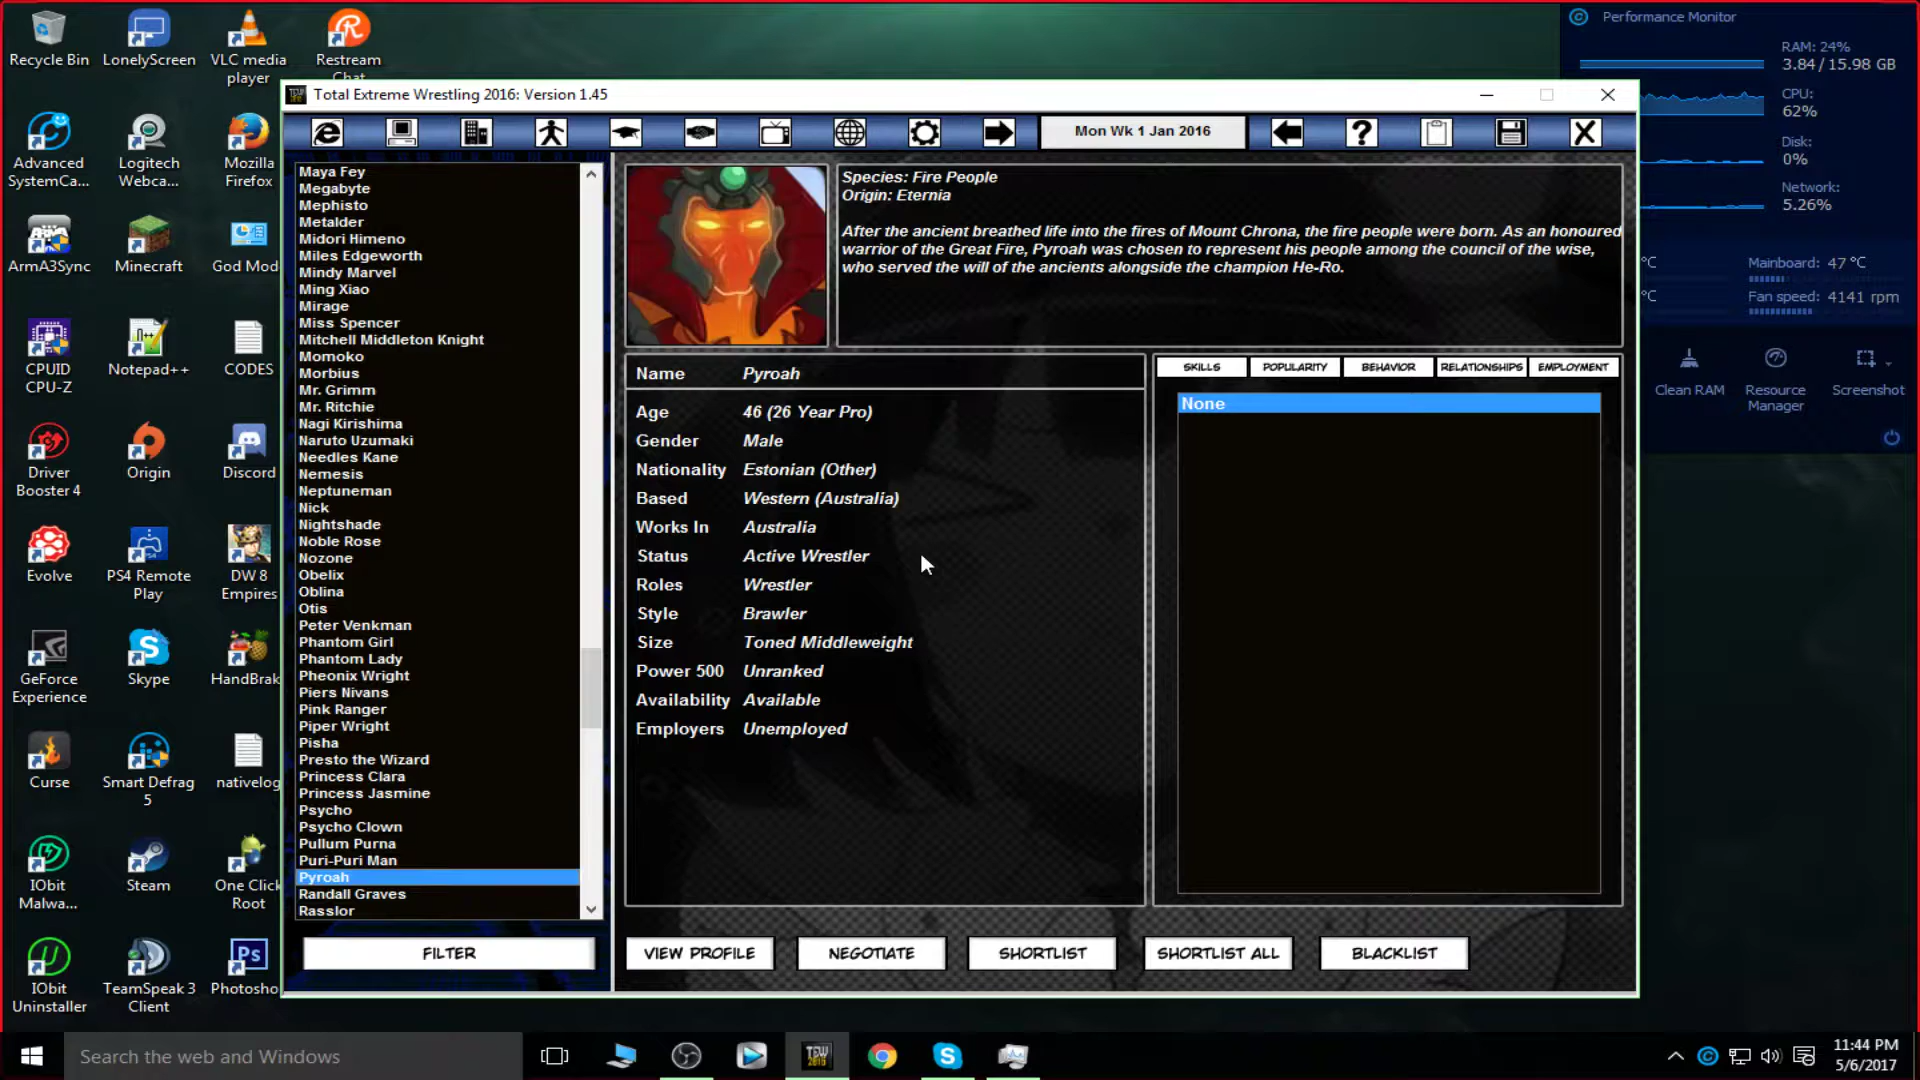 Recycle Bin
LonelyScreen
VLC media
player
Restream
Chat
Advanced
SystemCa...
Logitech
Webca...
Mozilla
Firefox
ArmA3Sync
Minecraft
God Mod
CPUID
CPU-Z
Notepad++
CODES
Driver
Booster 4
Origin
Discord
Evolve
PS4 Remote
Play
DW 8
Empires
GeForce
Experience
Skype
HandBrak
Curse
Smart Defrag
5
nativelog
IObit
Malwa...
Steam
One Click
Root
IObit
Uninstaller
TeamSpeak 3
Client
Photosho
Total Extreme Wrestling 2016: Version 1.45
Mon Wk 1 Jan 2016
Maya Fey
Megabyte
Mephisto
Metalder
Midori Himeno
Miles Edgeworth
Mindy Marvel
Ming Xiao
Mirage
Miss Spencer
Mitchell Middleton Knight
Momoko
Morbius
Mr. Grimm
Mr. Ritchie
Nagi Kirishima
Naruto Uzumaki
Needles Kane
Nemesis
Neptuneman
Nick
Nightshade
Noble Rose
Nozone
Obelix
Oblina
Otis
Peter Venkman
Phantom Girl
Phantom Lady
Pheonix Wright
Piers Nivans
Pink Ranger
Piper Wright
Pisha
Presto the Wizard
Princess Clara
Princess Jasmine
Psycho
Psycho Clown
Pullum Purna
Puri-Puri Man
Pyroah
Randall Graves
Rasslor
FILTER
Species: Fire People
Origin: Eternia
After the ancient breathed life into the fires of Mount Chrona, the fire people were born. As an honoured
warrior of the Great Fire, Pyroah was chosen to represent his people among the council of the wise,
who served the will of the ancients alongside the champion He-Ro.
Name Pyroah
Age 46 (26 Year Pro)
Gender Male
Nationality Estonian (Other)
Based Western (Australia)
Works In Australia
Status Active Wrestler
Roles Wrestler
Style Brawler
Size Toned Middleweight
Power 500 Unranked
Availability Available
Employers Unemployed
SKILLS
POPULARITY
BEHAVIOR
RELATIONSHIPS
EMPLOYMENT
None
VIEW PROFILE
NEGOTIATE
SHORTLIST
SHORTLIST ALL
BLACKLIST
Performance Monitor
RAM: 24%
3.84 / 15.98 GB
CPU:
62%
Disk:
0%
Network:
5.26%
°C
Mainboard: 47 °C
°C
Fan speed: 4141 rpm
Clean RAM
Resource
Manager
Screenshot
Search the web and Windows
11:44 PM
5/6/2017